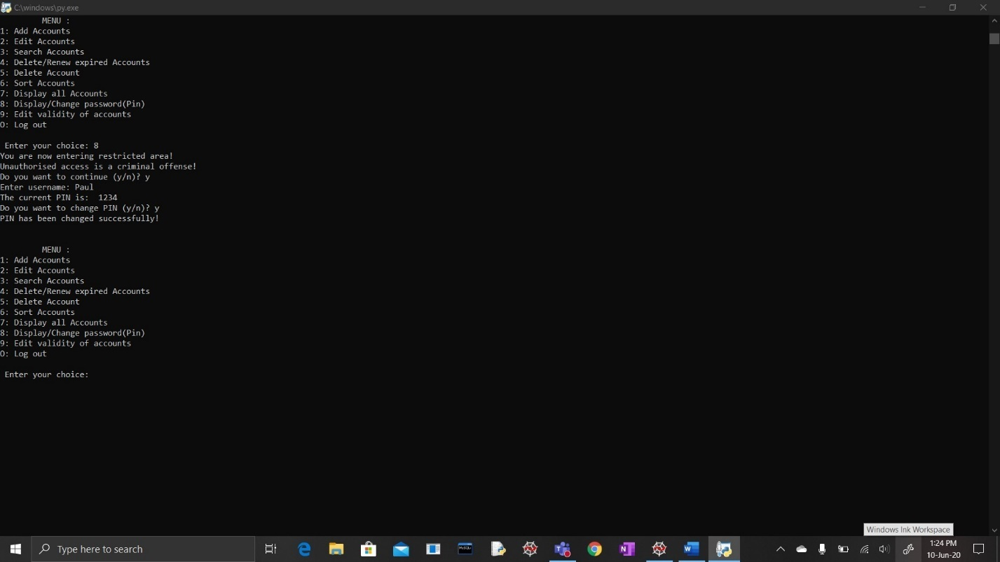 C:\windows\py.exe
MENU :
1: Add Accounts
2: Edit Accounts
3: Search Accounts
4: Delete/Renew expired Accounts
5: Delete Account
6: Sort Accounts
7: Display all Accounts
8: Display/Change password(Pin)
9: Edit validity of accounts
O: Log out
Enter your choice: 8
You are now entering restricted area!
Unauthorised access is a criminal offense!
Do you want to continue (y/n)? y
Enter username: Paul
The current PIN is:  1234
Do you want to change PIN (y/n)? y
PIN has been changed successfully!
MENU :
1: Add Accounts
2: Edit Accounts
3: Search Accounts
4: Delete/Renew expired Accounts
5: Delete Account
6: Sort Accounts
7: Display all Accounts
8: Display/Change password(Pin)
9: Edit validity of accounts
O: Log out
Enter your choice:
Windows Ink Workspace
Type here to search
MySQL
N
W
1:24 PM
10-Jun-20